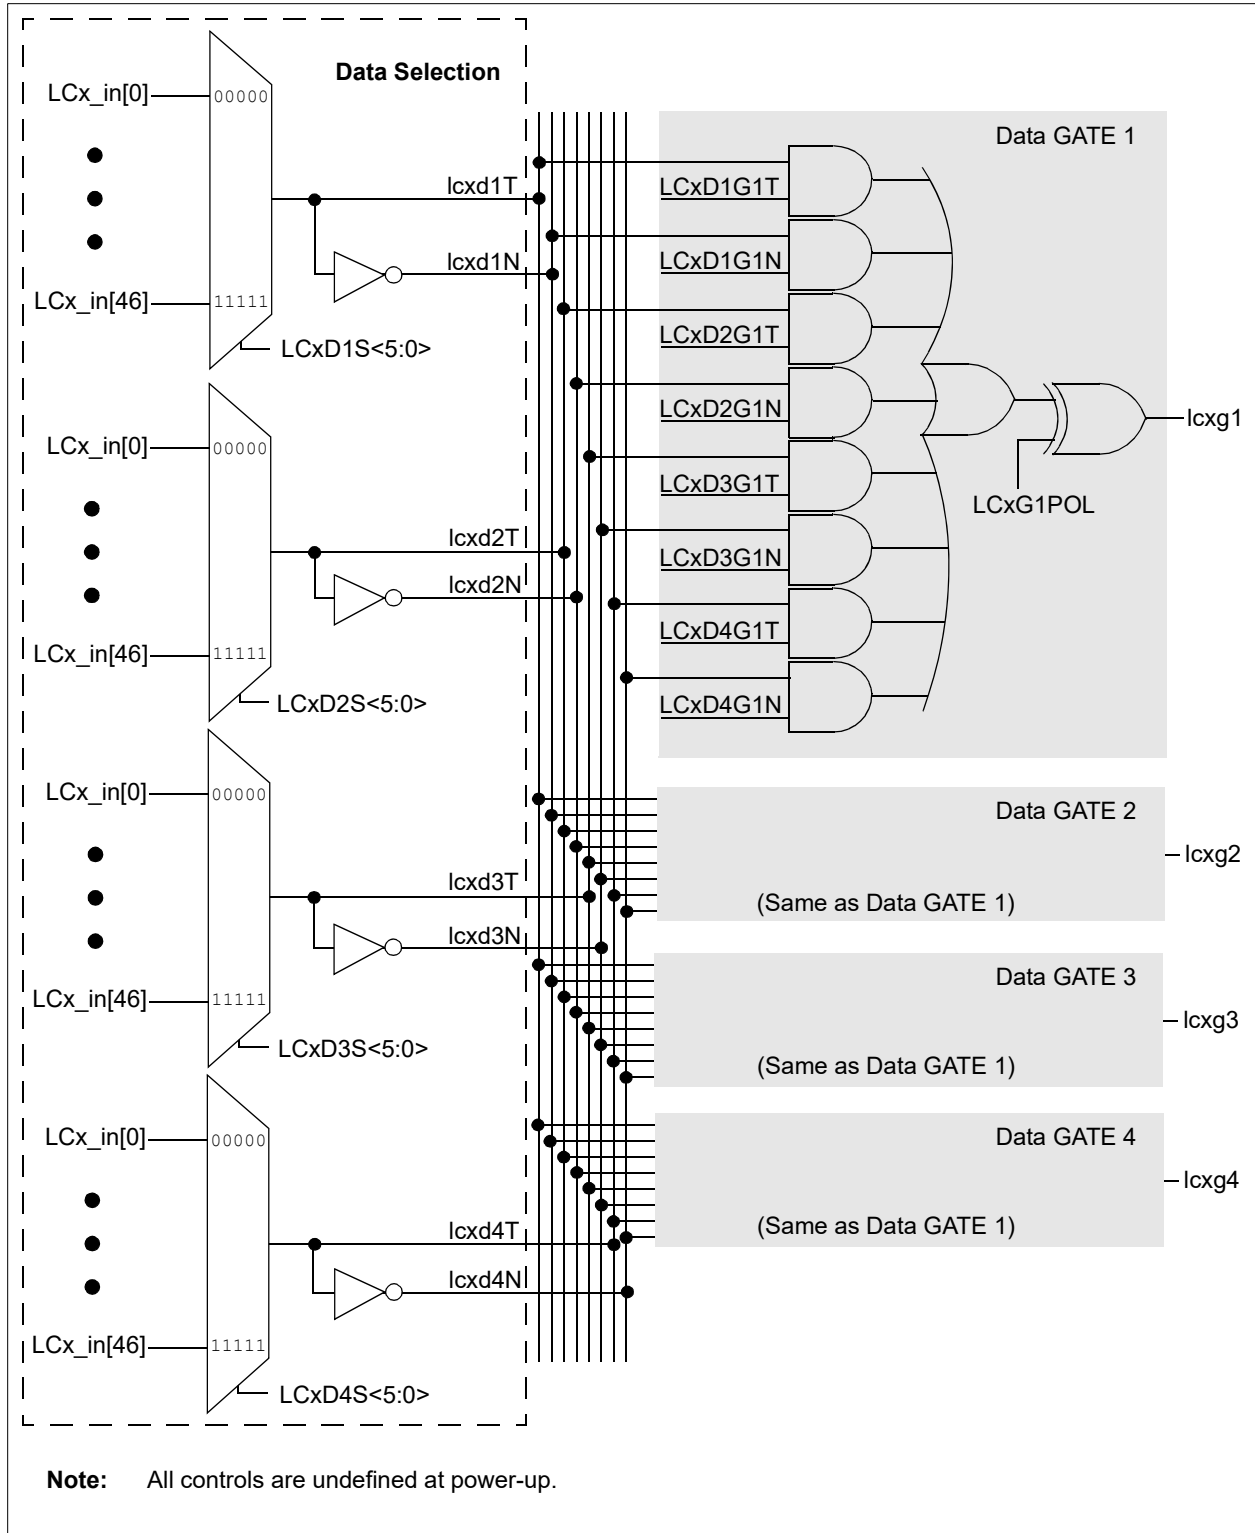 Data Selection
LCx_in[0]
00000
LCx_in[46]
11111
LCxD1S<5:0>
lcxd1T
lcxd1N
LCx_in[0]
00000
LCx_in[46]
11111
LCxD2S<5:0>
lcxd2T
lcxd2N
LCx_in[0]
00000
LCx_in[46]
11111
LCxD3S<5:0>
lcxd3T
lcxd3N
LCx_in[0]
00000
LCx_in[46]
11111
LCxD4S<5:0>
lcxd4T
lcxd4N
Data GATE 1
LCxD1G1T
LCxD1G1N
LCxD2G1T
LCxD2G1N
LCxD3G1T
LCxD3G1N
LCxD4G1T
LCxD4G1N
LCxG1POL
lcxg1
Data GATE 2
(Same as Data GATE 1)
lcxg2
Data GATE 3
(Same as Data GATE 1)
lcxg3
Data GATE 4
(Same as Data GATE 1)
lcxg4
Note: All controls are undefined at power-up.